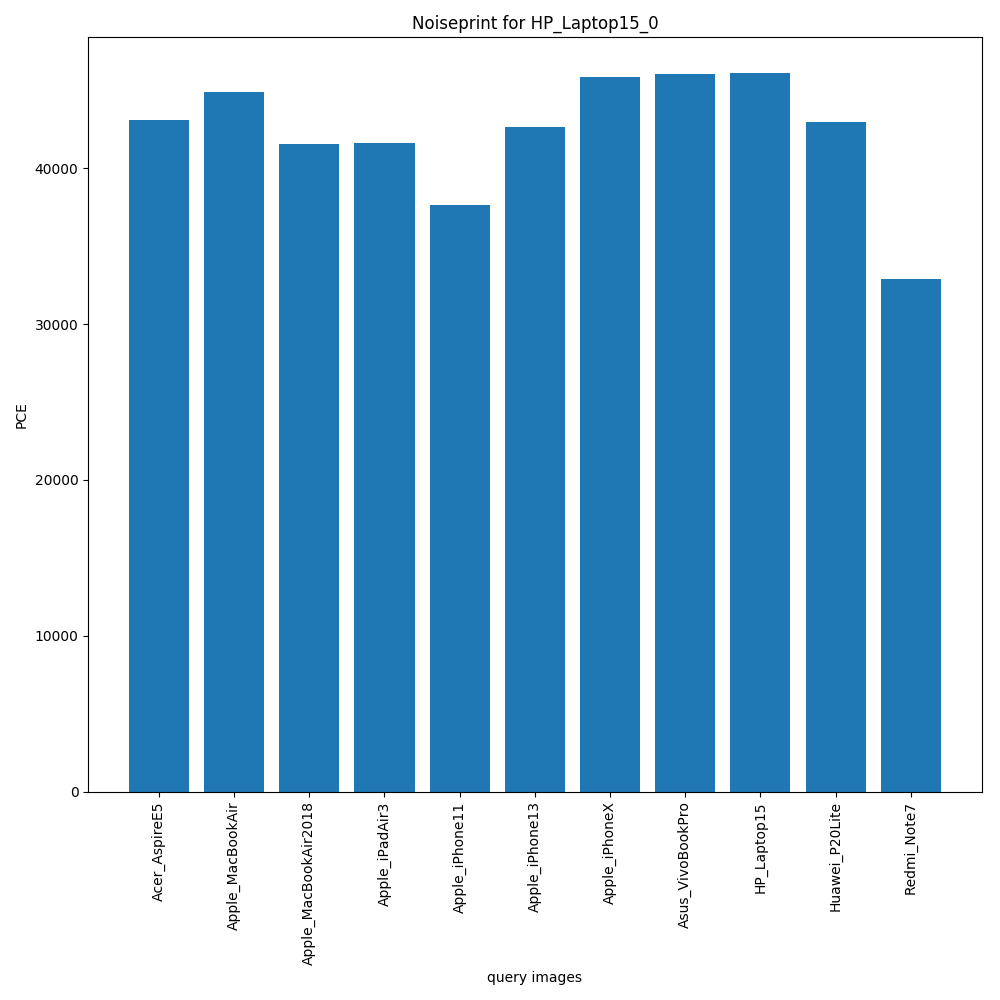 Noiseprint for HP_Laptop15_0
PCE
40000
30000
20000
10000
0
Acer_AspireE5
Apple_MacBookAir
Apple_MacBookAir2018
Apple_iPadAir3
Apple_iPhone11
Apple_iPhone13
Apple_iPhoneX
Asus_VivoBookPro
HP_Laptop15
Huawei_P20Lite
Redmi_Note7
query images